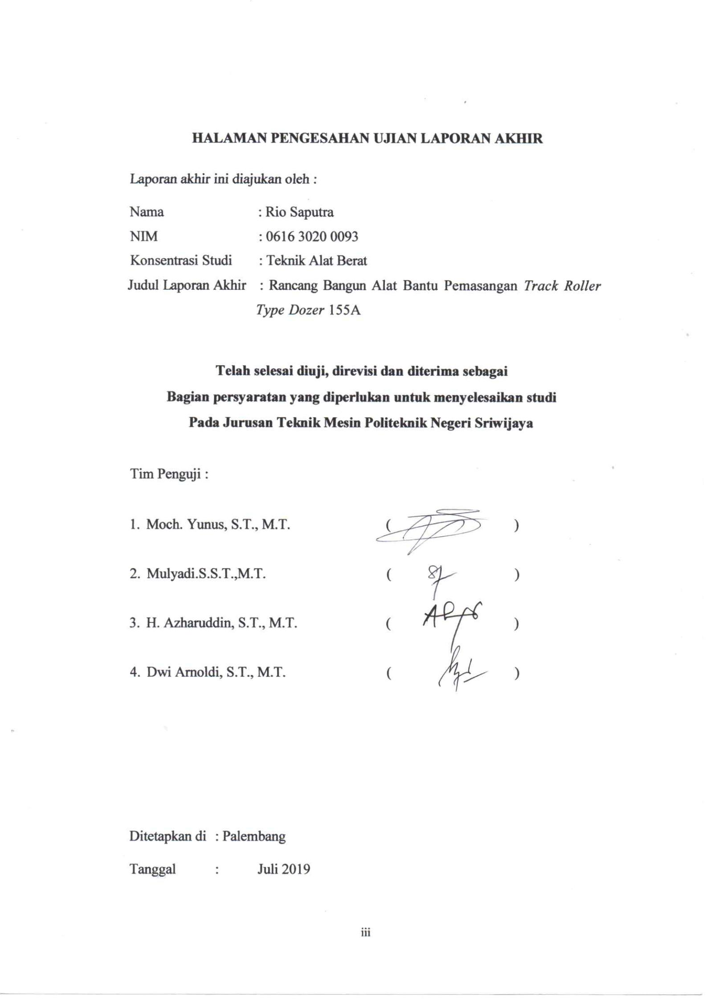 HALAMAN PENGESAHAN UJIAN LAPORAN AKHIR
Laporan akhir ini diajukan oleh :
Nama : Rio Saputra
NIM : 0616 3020 0093
Konsentrasi Studi : Teknik Alat Berat
Judul Laporan Akhir : Rancang Bangun Alat Bantu Pemasangan Track Roller
Type Dozer 155A
Telah selesai diuji, direvisi dan diterima sebagai
Bagian persyaratan yang diperlukan untuk menyelesaikan studi
Pada Jurusan Teknik Mesin Politeknik Negeri Sriwijaya
Tim Penguji :
1. Moch. Yunus, S.T., M.T. ( )
2. Mulyadi.S.S.T.,M.T. ( )
3. H. Azharuddin, S.T., M.T. ( )
4. Dwi Arnoldi, S.T., M.T. ( )
Ditetapkan di : Palembang
Tanggal : Juli 2019
iii